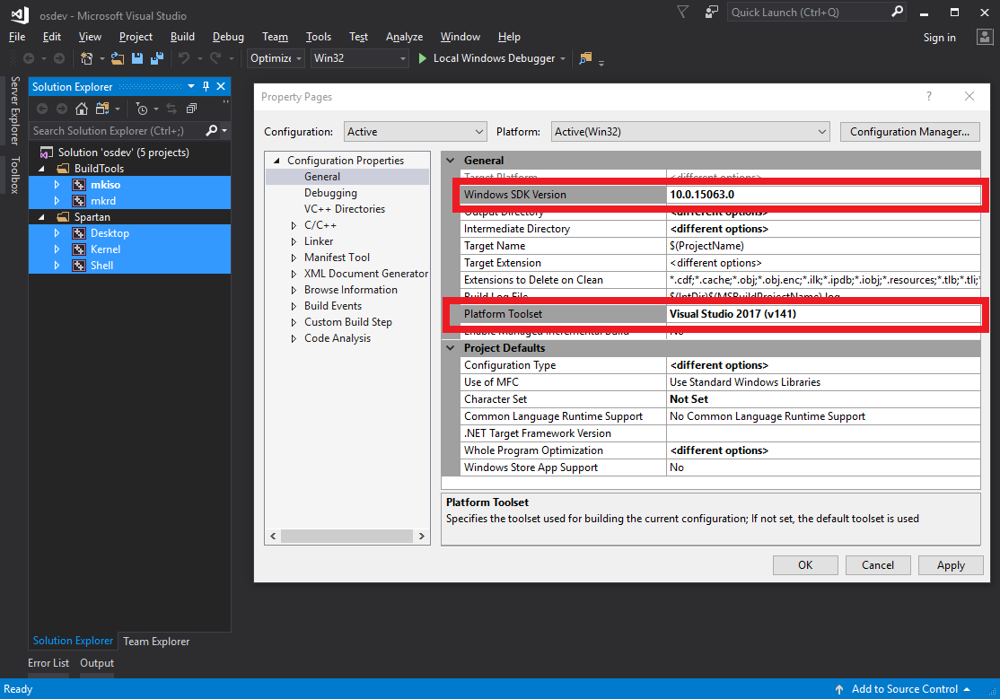 osdev - Microsoft Visual Studio
Quick Launch (Ctrl+Q)
File Edit View Project Build Debug Team Tools Test Analyze Window Help
Sign in
Optimize Win32 Local Windows Debugger
Server Explorer
Toolbox
Solution Explorer
Search Solution Explorer (Ctrl+;)
Solution 'osdev' (5 projects)
BuildTools
mkiso
mkrd
Spartan
Desktop
Kernel
Shell
Solution Explorer Team Explorer
Error List Output
Ready
Add to Source Control
Property Pages
?
Configuration: Active Platform: Active(Win32) Configuration Manager...
Configuration Properties
General
Debugging
VC++ Directories
C/C++
Linker
Manifest Tool
XML Document Generator
Browse Information
Build Events
Custom Build Step
Code Analysis
General
Target Platform <different options>
Windows SDK Version 10.0.15063.0
Output Directory <different options>
Intermediate Directory <different options>
Target Name $(ProjectName)
Target Extension <different options>
Extensions to Delete on Clean *.cdf;*.cache;*.obj;*.obj.enc;*.ilk;*.ipdb;*.iobj;*.resources;*.tlb;*.tli;*
Build Log File $(IntDir)$(MSBuildProjectName).log
Platform Toolset Visual Studio 2017 (v141)
Enable Managed Incremental Build No
Project Defaults
Configuration Type <different options>
Use of MFC Use Standard Windows Libraries
Character Set Not Set
Common Language Runtime Support No Common Language Runtime Support
.NET Target Framework Version
Whole Program Optimization <different options>
Windows Store App Support No
Platform Toolset
Specifies the toolset used for building the current configuration; If not set, the default toolset is used
OK Cancel Apply